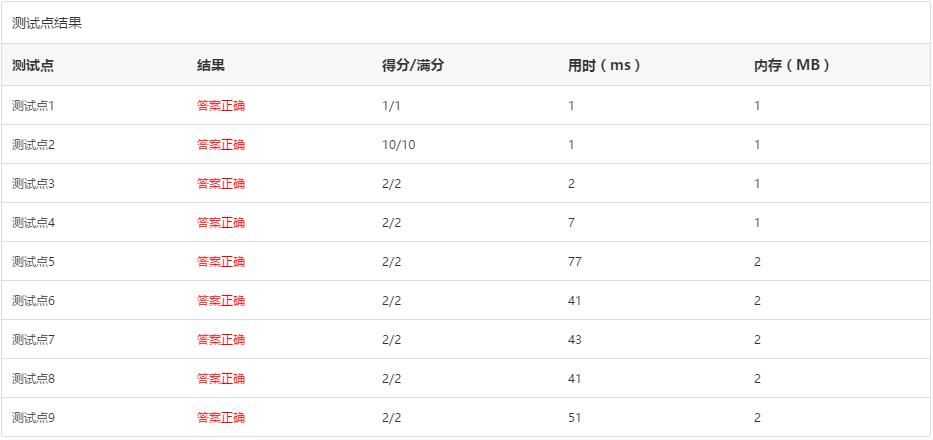 测试点结果
测试点 结果 得分/满分 用时（ms） 内存（MB）
测试点1 答案正确 1/1 1 1
测试点2 答案正确 10/10 1 1
测试点3 答案正确 2/2 2 1
测试点4 答案正确 2/2 7 1
测试点5 答案正确 2/2 77 2
测试点6 答案正确 2/2 41 2
测试点7 答案正确 2/2 43 2
测试点8 答案正确 2/2 41 2
测试点9 答案正确 2/2 51 2